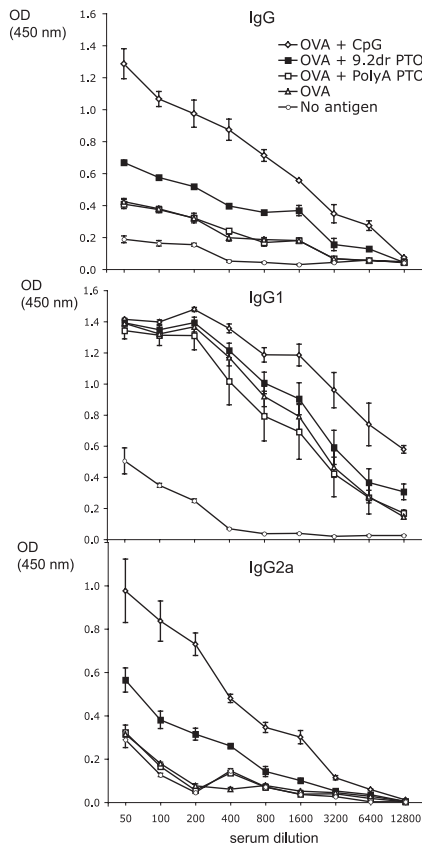 OD
(450 nm)
IgG
OVA + CpG
OVA + 9.2dr PTO
OVA + PolyA PTO
OVA
No antigen
1.6
1.4
1.2
1.0
0.8
0.6
0.4
0.2
0.0
OD
(450 nm)
IgG1
1.6
1.4
1.2
1.0
0.8
0.6
0.4
0.2
0.0
OD
(450 nm)
IgG2a
1.0
0.8
0.6
0.4
0.2
0.0
50 100 200 400 800 1600 3200 6400 12800
serum dilution